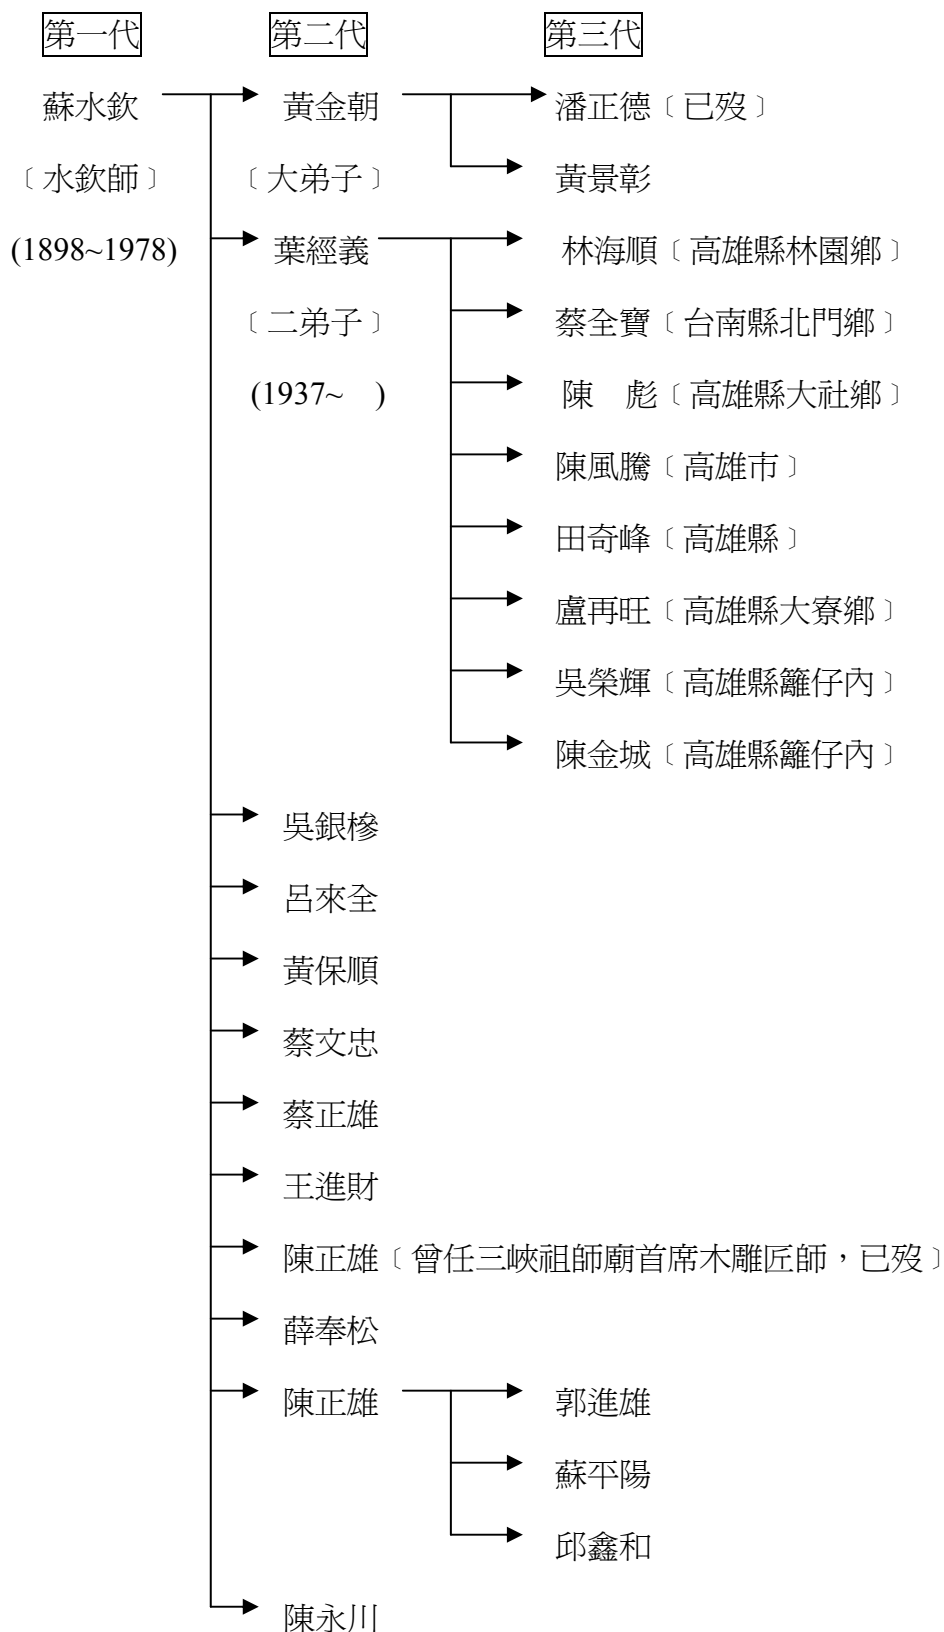 第一代 第二代 第三代
蘇水欽 黃金朝 潘正德﹝已歿﹞
﹝水欽師﹞ ﹝大弟子﹞ 黃景彰
(1898~1978) 葉經義 林海順﹝高雄縣林園鄉﹞
﹝二弟子﹞ 蔡全寶﹝台南縣北門鄉﹞
(1937~ ) 陳 彪﹝高雄縣大社鄉﹞
陳風騰﹝高雄市﹞
田奇峰﹝高雄縣﹞
盧再旺﹝高雄縣大寮鄉﹞
吳榮輝﹝高雄縣籬仔內﹞
陳金城﹝高雄縣籬仔內﹞
吳銀槮
呂來全
黃保順
蔡文忠
蔡正雄
王進財
陳正雄﹝曾任三峽祖師廟首席木雕匠師，已歿﹞
薛奉松
陳正雄 郭進雄
蘇平陽
邱鑫和
陳永川